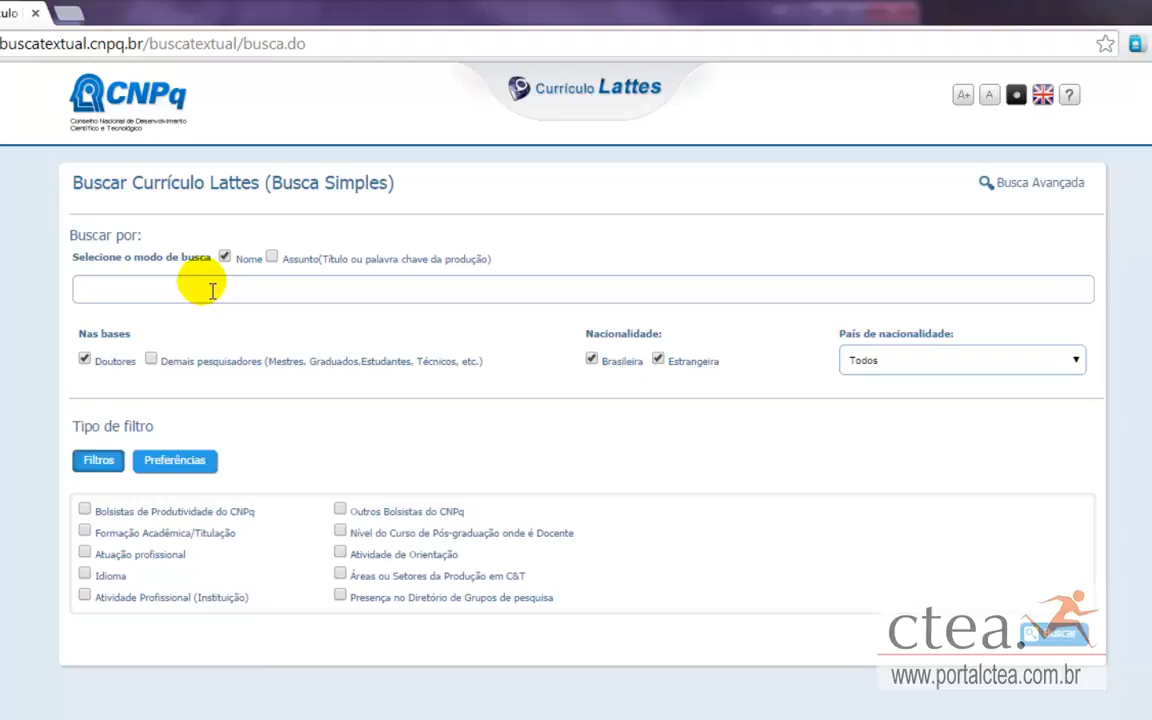 culo ×
buscatextual.cnpq.br/buscatextual/busca.do
CNPq
Conselho Nacional de Desenvolvimento
Científico e Tecnológico
Currículo Lattes
A+ A ?
Buscar Currículo Lattes (Busca Simples)
Busca Avançada
Buscar por:
Selecione o modo de busca Nome Assunto(Título ou palavra chave da produção)
Nas bases
Nacionalidade:
País de nacionalidade:
Doutores Demais pesquisadores (Mestres, Graduados,Estudantes, Técnicos, etc.)
Brasileira Estrangeira
Todos
Tipo de filtro
Filtros Preferências
Bolsistas de Produtividade do CNPq
Outros Bolsistas do CNPq
Formação Acadêmica/Titulação
Nível do Curso de Pós-graduação onde é Docente
Atuação profissional
Atividade de Orientação
Idioma
Áreas ou Setores da Produção em C&T
Atividade Profissional (Instituição)
Presença no Diretório de Grupos de pesquisa
Buscar
ctea.
www.portalctea.com.br